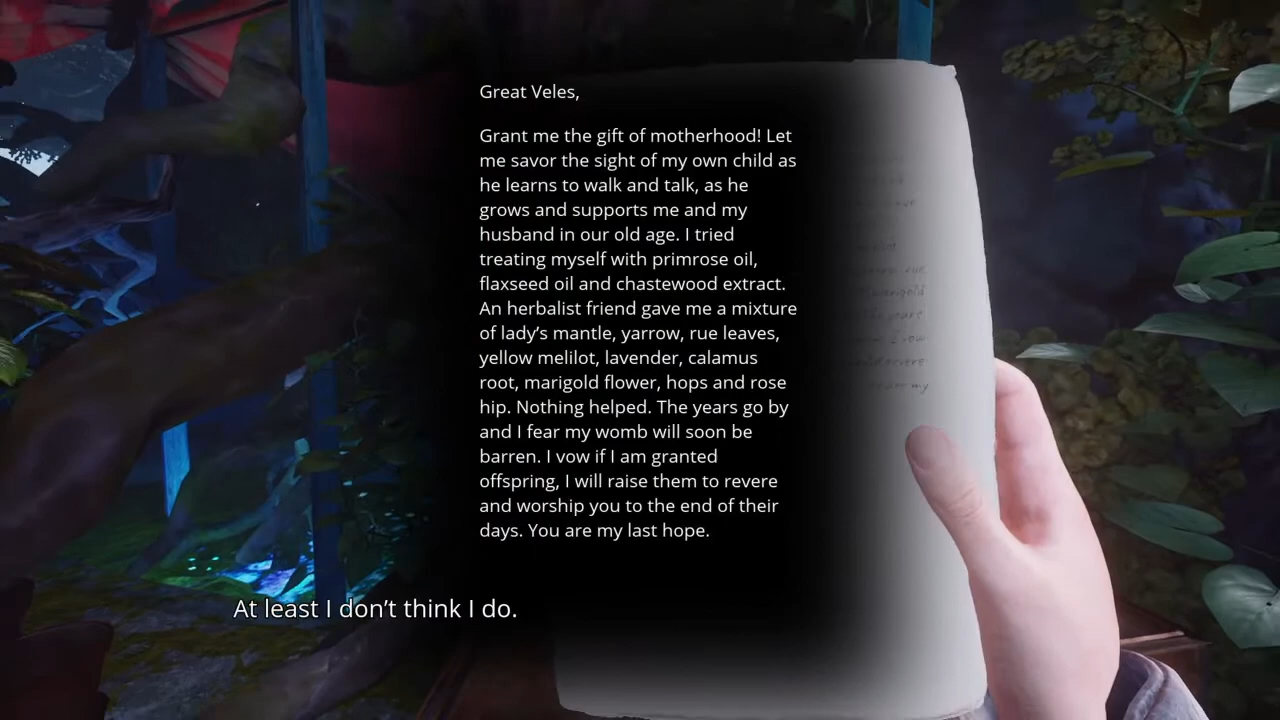 Great Veles,
Grant me the gift of motherhood! Let
me savor the sight of my own child as
he learns to walk and talk, as he
grows and supports me and my
husband in our old age. I tried
treating myself with primrose oil,
flaxseed oil and chastewood extract.
An herbalist friend gave me a mixture
of lady’s mantle, yarrow, rue leaves,
yellow melilot, lavender, calamus
root, marigold flower, hops and rose
hip. Nothing helped. The years go by
and I fear my womb will soon be
barren. I vow if I am granted
offspring, I will raise them to revere
and worship you to the end of their
days. You are my last hope.
At least I don’t think I do.